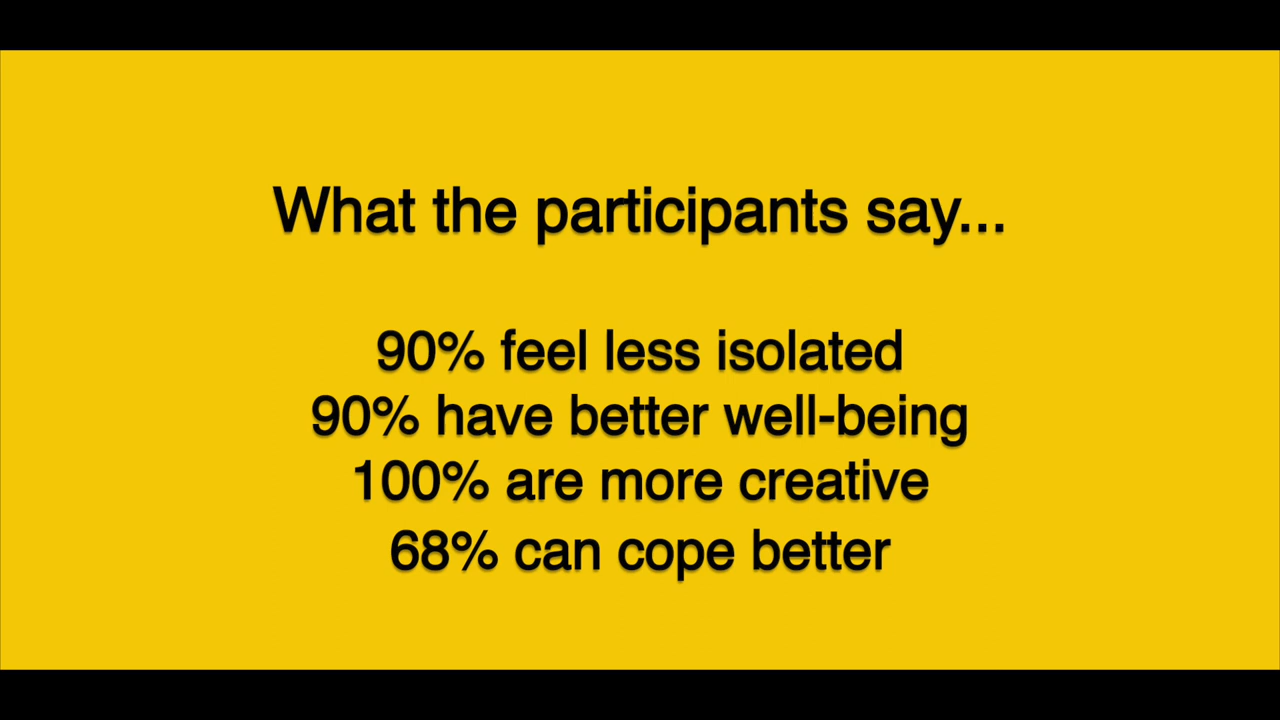 What the participants say...
90% feel less isolated
90% have better well-being
100% are more creative
68% can cope better